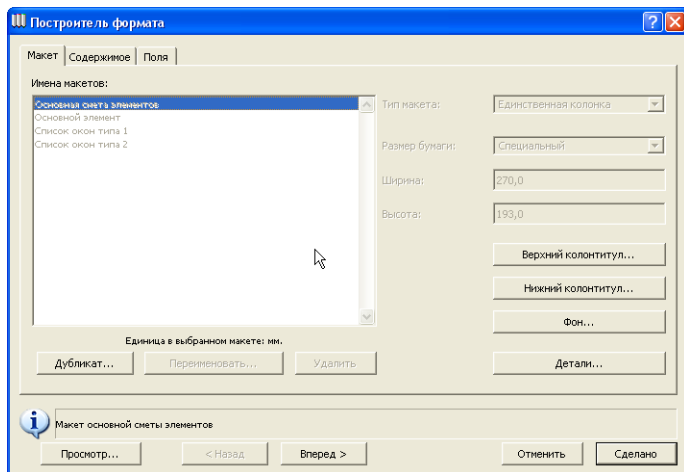 Построитель формата
Макет
Содержимое
Поля
Имена макетов:
Основная смета элементов
Основной элемент
Список окон типа 1
Список окон типа 2
Тип макета:
Единственная колонка
Размер бумаги:
Специальный
Ширина:
270,0
Высота:
193,0
Верхний колонтитул...
Нижний колонтитул...
Фон...
Единица в выбранном макете: мм.
Дубликат...
Переименовать...
Удалить
Детали...
Макет основной сметы элементов
Просмотр...
< Назад
Вперед >
Отменить
Сделано